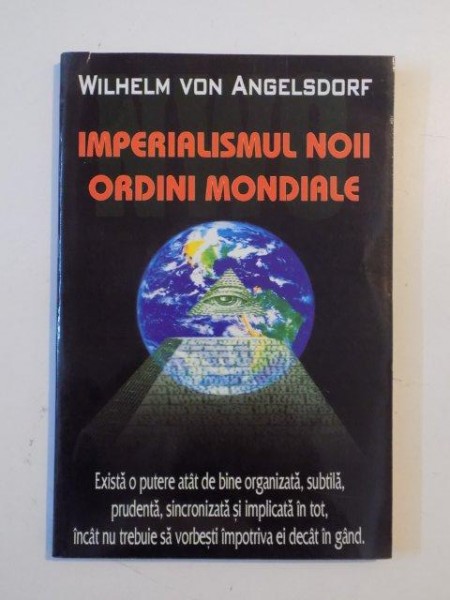 WILHELM VON ANGELSDORF
IMPERIALISMUL NOII
ORDINI MONDIALE
Există o putere atât de bine organizată, subtilă,
prudentă, sincronizată și implicată în tot,
încât nu trebuie să vorbești împotriva ei decât în gând.